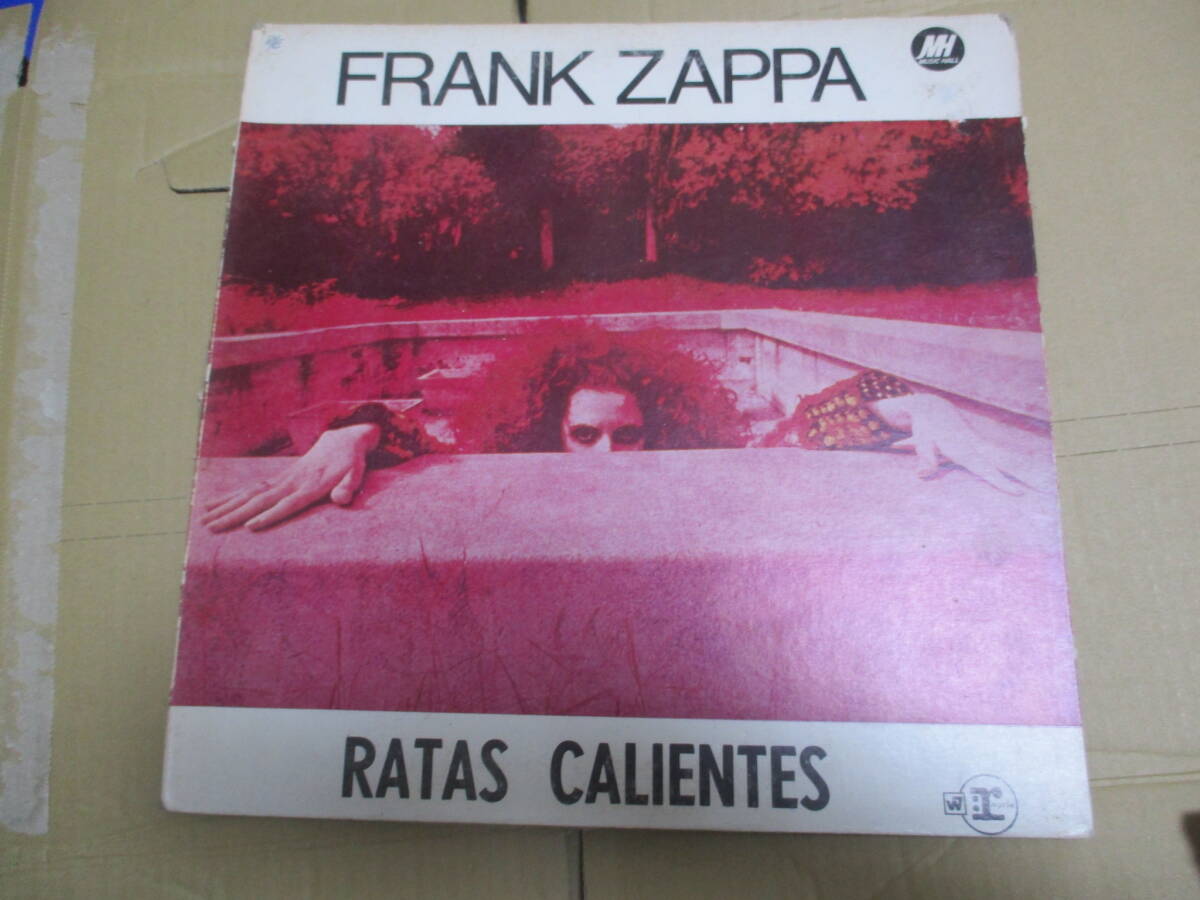 FRANK ZAPPA
MH
MUSIC HALL
RATAS CALIENTES
W
r